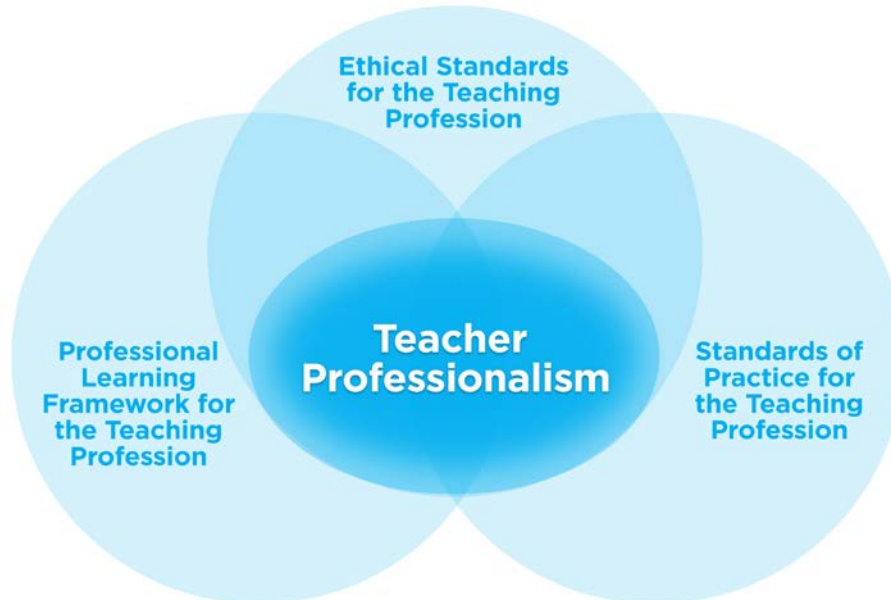 Ethical Standards
for the Teaching
Profession
Teacher
Professionalism
Professional
Learning
Framework for
the Teaching
Profession
Standards of
Practice for
the Teaching
Profession